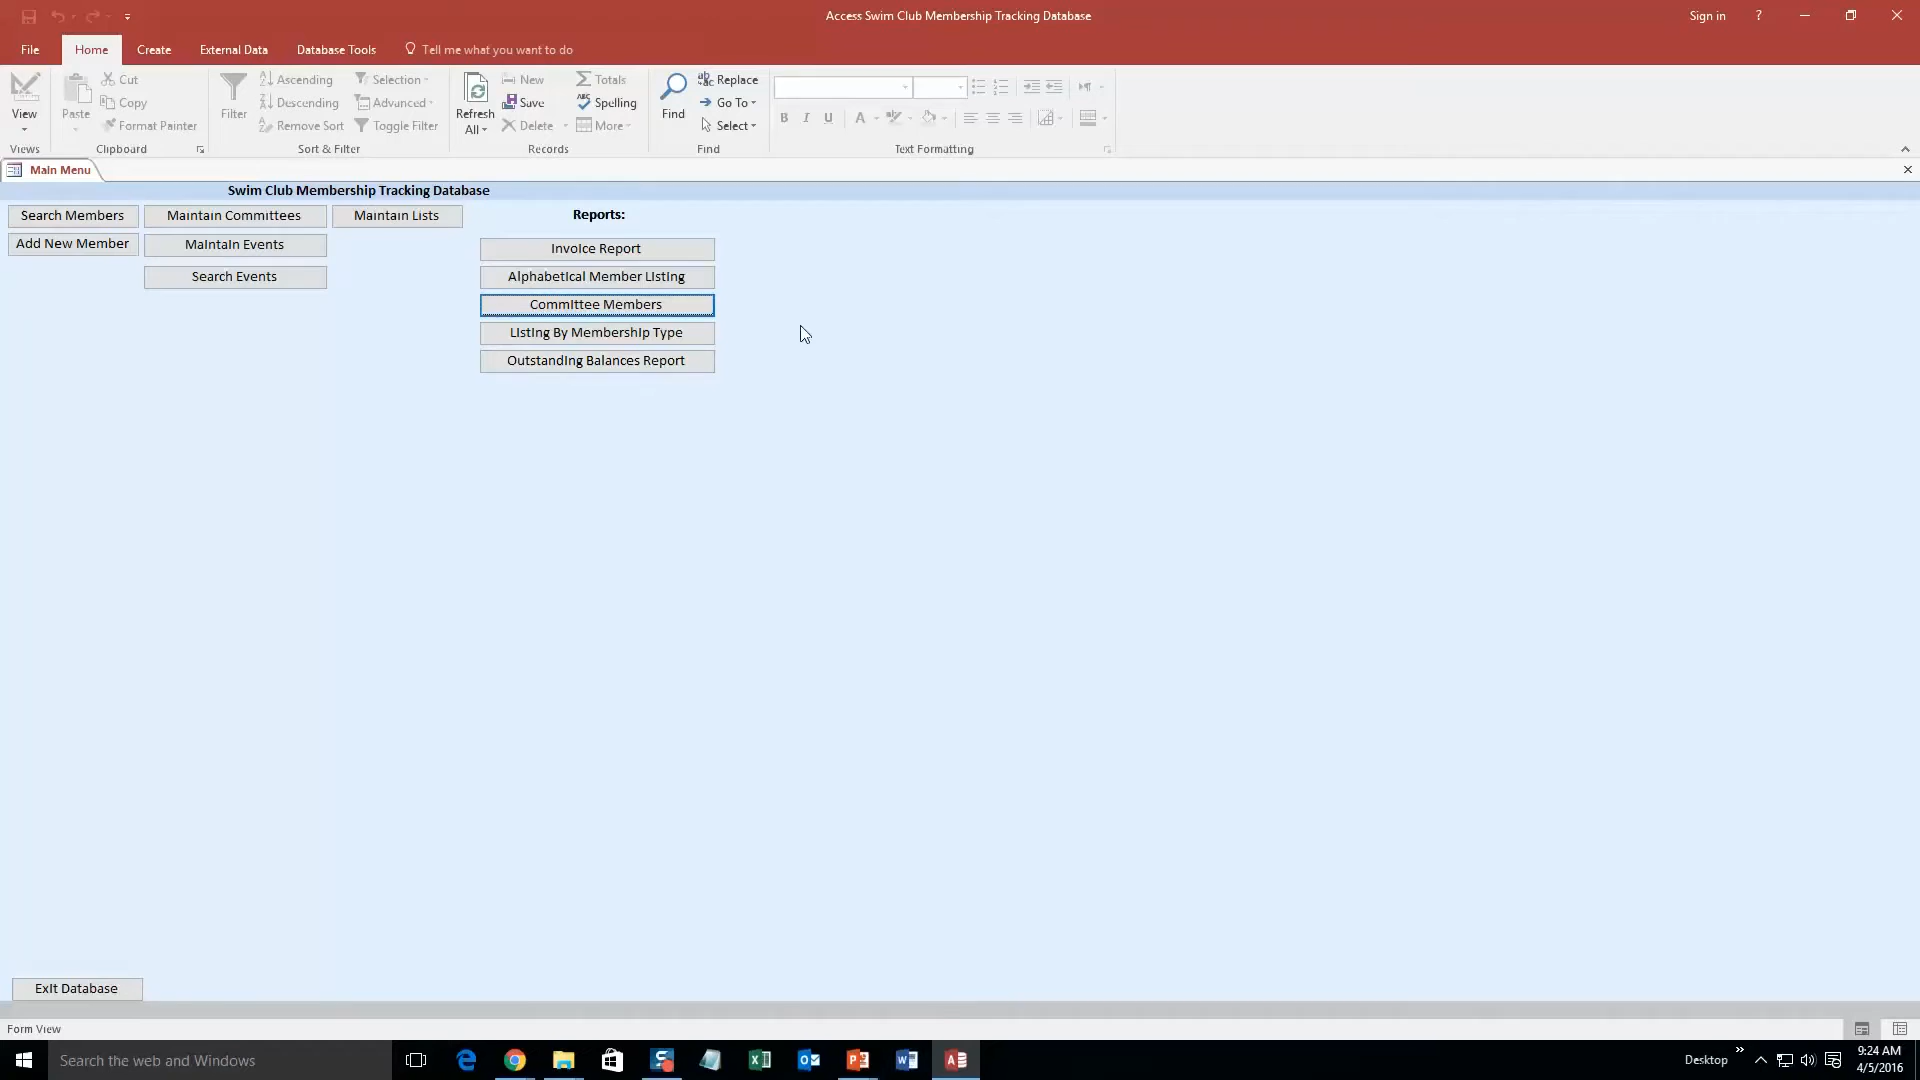 Access Swim Club Membership Tracking Database
Sign in
?
File
Home
Create
External Data
Database Tools
Tell me what you want to do
View
Views
Paste
Cut
Copy
Format Painter
Clipboard
Filter
Ascending
Descending
Remove Sort
Selection
Advanced
Toggle Filter
Sort & Filter
Refresh
All
New
Save
Delete
Totals
Spelling
More
Records
Find
Replace
Go To
Select
Find
B I U A
Text Formatting
Main Menu
Swim Club Membership Tracking Database
Search Members
Maintain Committees
Maintain Lists
Reports:
Add New Member
Maintain Events
Invoice Report
Search Events
Alphabetical Member Listing
Committee Members
Listing By Membership Type
Outstanding Balances Report
Exit Database
Form View
Search the web and Windows
Desktop
9:24 AM
4/5/2016